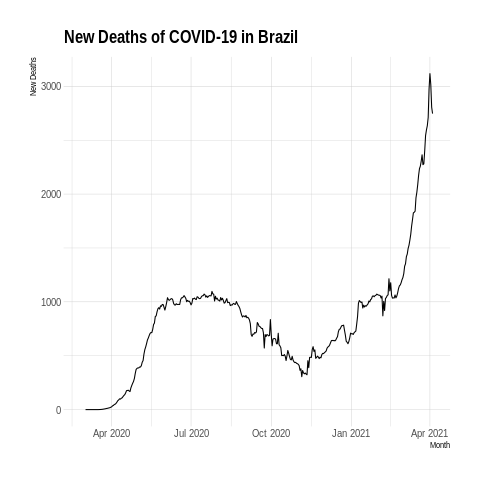 New Deaths of COVID-19 in Brazil
New Deaths
3000
2000
1000
0
Apr 2020 Jul 2020 Oct 2020 Jan 2021 Apr 2021
Month